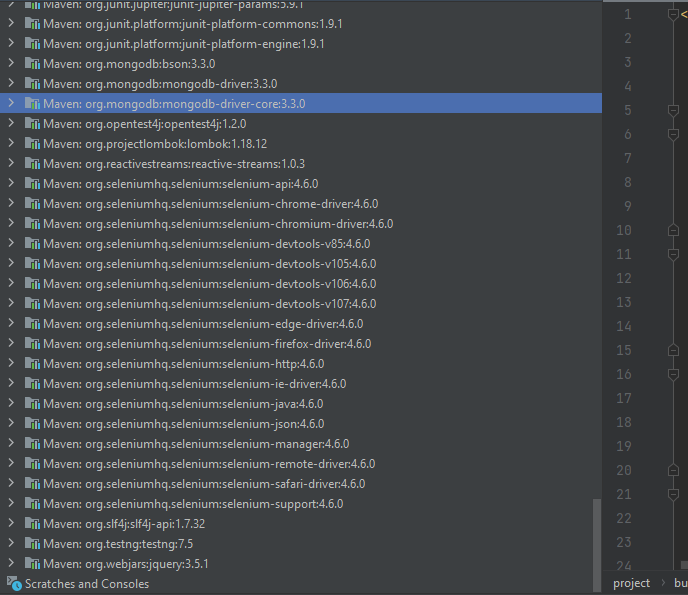 Maven: org.junit.jupiter:junit-jupiter-params:5.9.1
Maven: org.junit.platform:junit-platform-commons:1.9.1
Maven: org.junit.platform:junit-platform-engine:1.9.1
Maven: org.mongodb:bson:3.3.0
Maven: org.mongodb:mongodb-driver:3.3.0
Maven: org.mongodb:mongodb-driver-core:3.3.0
Maven: org.opentest4j:opentest4j:1.2.0
Maven: org.projectlombok:lombok:1.18.12
Maven: org.reactivestreams:reactive-streams:1.0.3
Maven: org.seleniumhq.selenium:selenium-api:4.6.0
Maven: org.seleniumhq.selenium:selenium-chrome-driver:4.6.0
Maven: org.seleniumhq.selenium:selenium-chromium-driver:4.6.0
Maven: org.seleniumhq.selenium:selenium-devtools-v85:4.6.0
Maven: org.seleniumhq.selenium:selenium-devtools-v105:4.6.0
Maven: org.seleniumhq.selenium:selenium-devtools-v106:4.6.0
Maven: org.seleniumhq.selenium:selenium-devtools-v107:4.6.0
Maven: org.seleniumhq.selenium:selenium-edge-driver:4.6.0
Maven: org.seleniumhq.selenium:selenium-firefox-driver:4.6.0
Maven: org.seleniumhq.selenium:selenium-http:4.6.0
Maven: org.seleniumhq.selenium:selenium-ie-driver:4.6.0
Maven: org.seleniumhq.selenium:selenium-java:4.6.0
Maven: org.seleniumhq.selenium:selenium-json:4.6.0
Maven: org.seleniumhq.selenium:selenium-manager:4.6.0
Maven: org.seleniumhq.selenium:selenium-remote-driver:4.6.0
Maven: org.seleniumhq.selenium:selenium-safari-driver:4.6.0
Maven: org.seleniumhq.selenium:selenium-support:4.6.0
Maven: org.slf4j:slf4j-api:1.7.32
Maven: org.testng:testng:7.5
Maven: org.webjars:jquery:3.5.1
Scratches and Consoles
1 <
2
3
4
5
6
7
8
9
10
11
12
13
14
15
16
17
18
19
20
21
22
23
24
project › bu